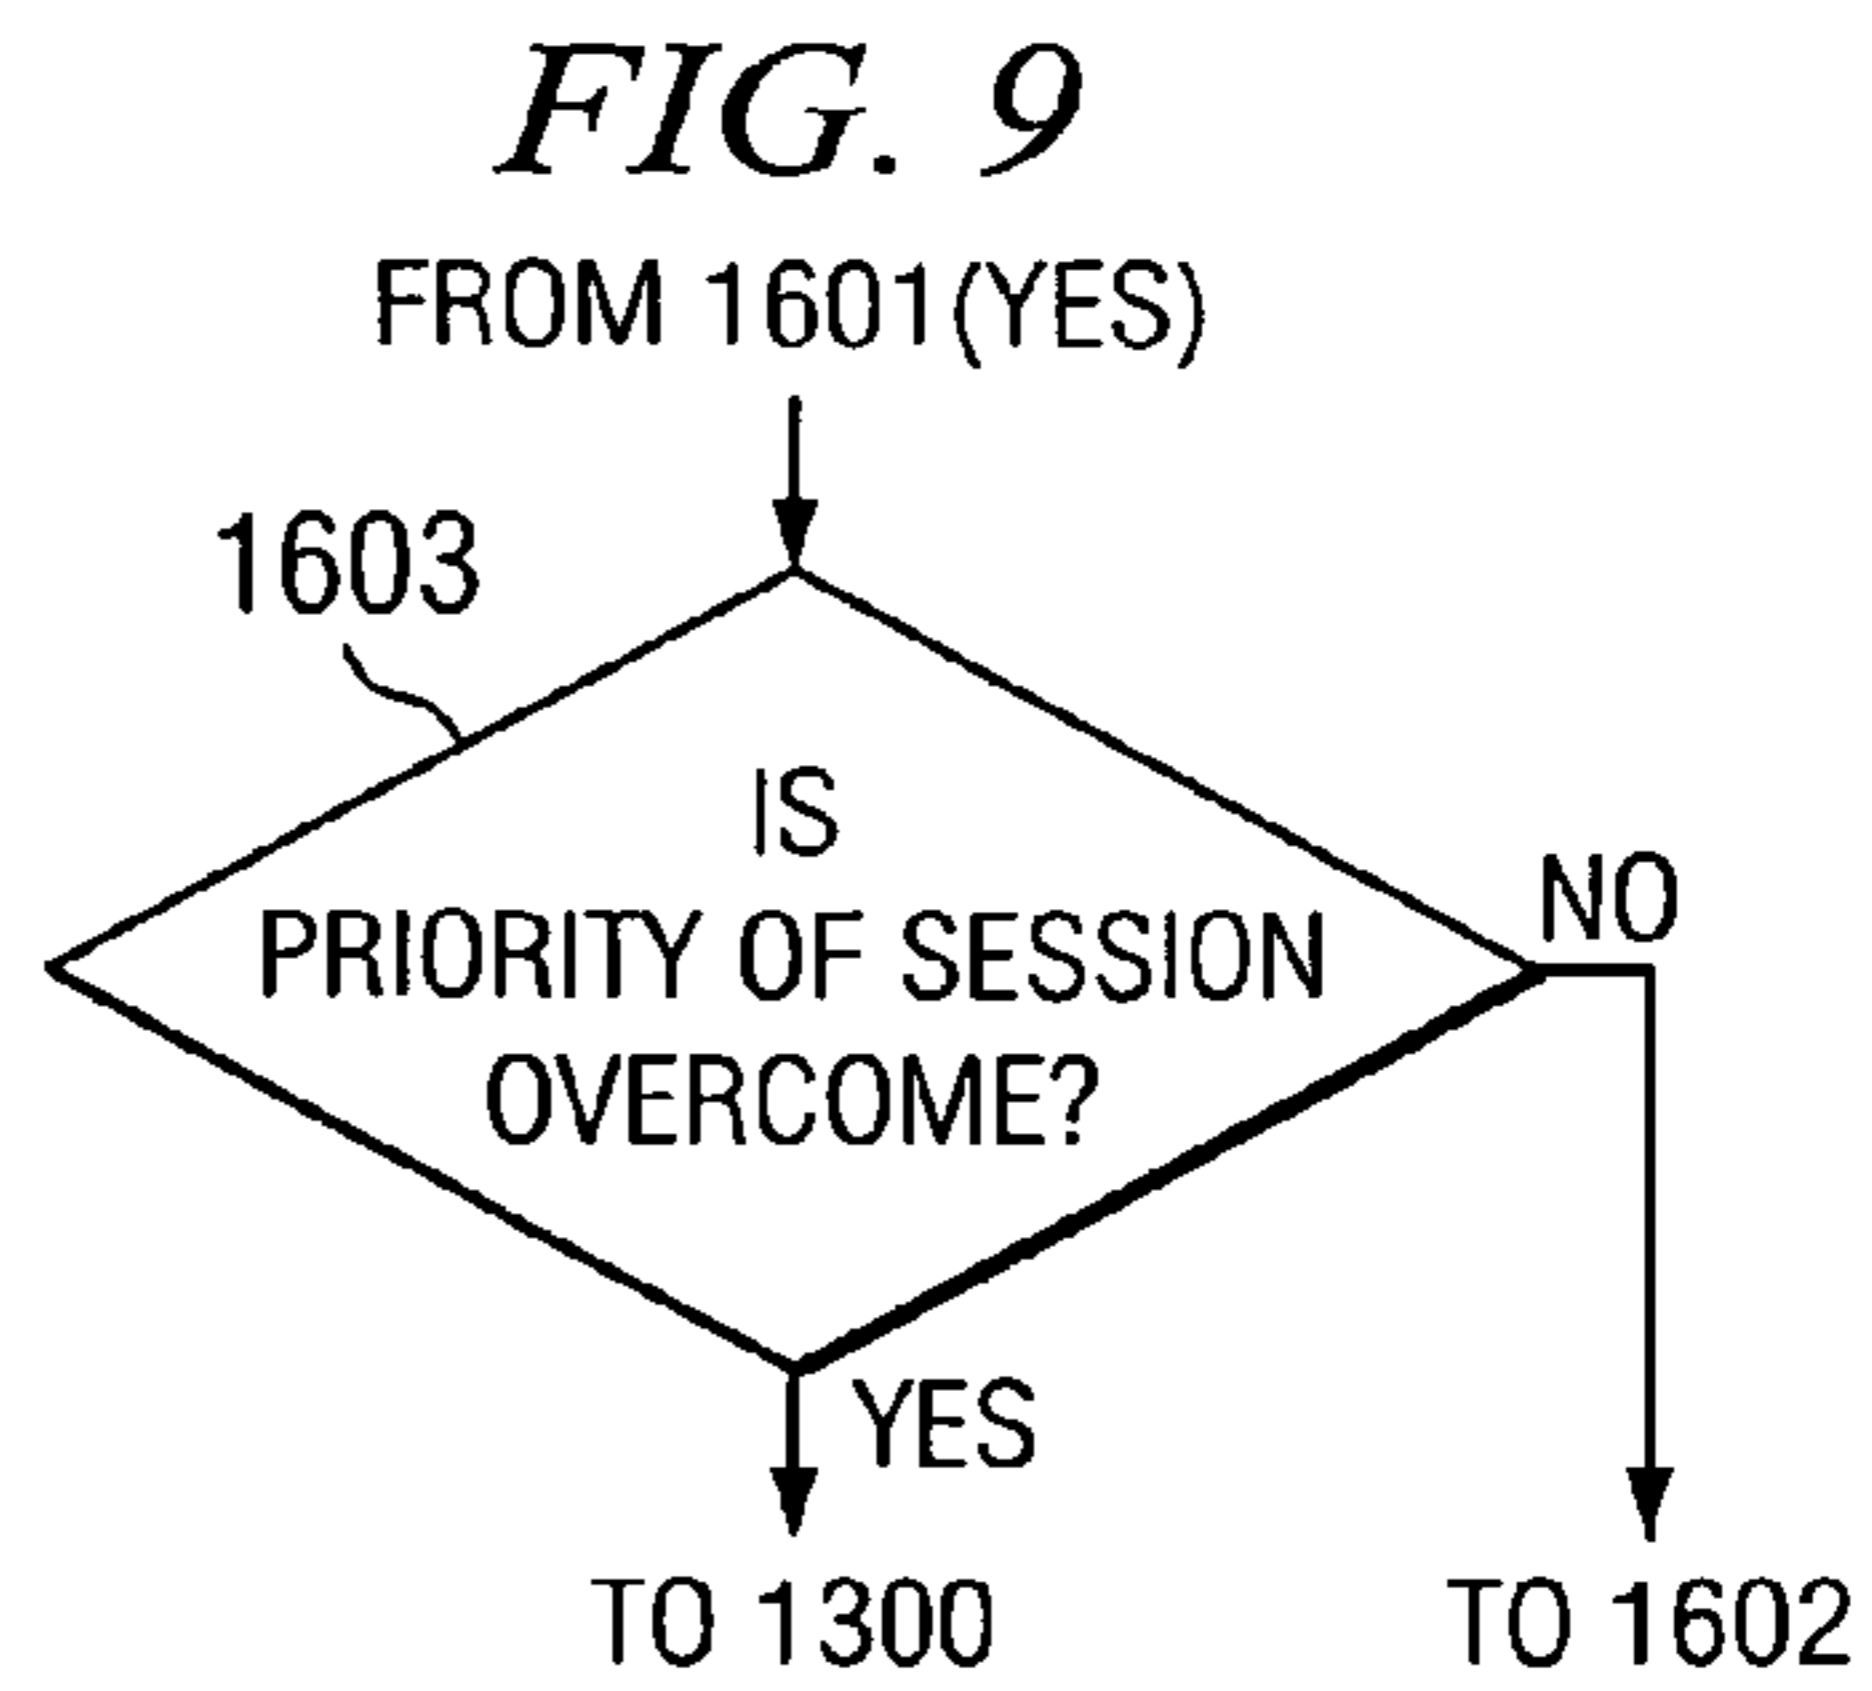 FIG. 9
FROM 1601(YES)
1603
IS
PRIORITY OF SESSION
OVERCOME?
NO
YES
TO 1300
TO 1602